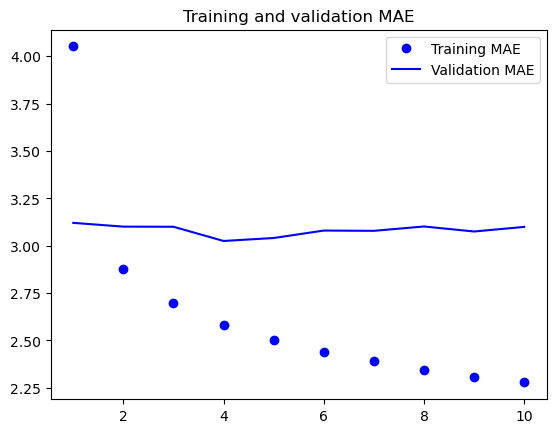 Training and validation MAE
4.00
Training MAE
Validation MAE
3.75
3.50
3.25
3.00
2.75
2.50
2.25
2 4 6 8 10